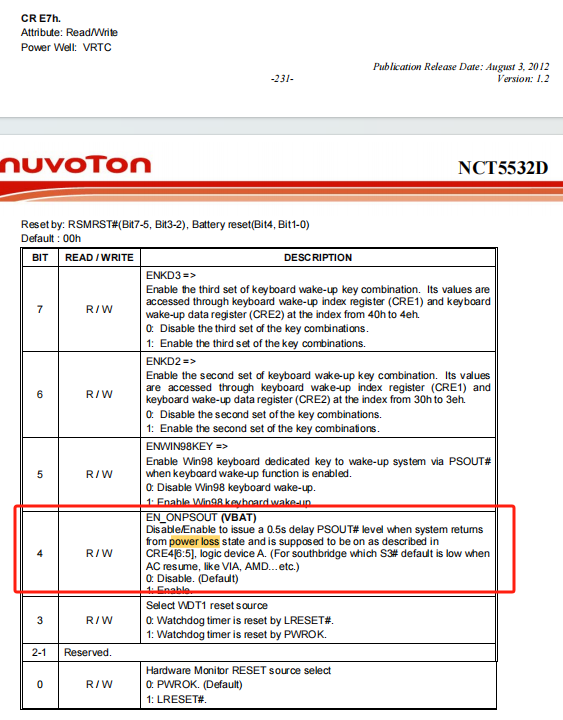 CR E7h.
Attribute: Read/Write
Power Well: VRTC
Publication Release Date: August 3, 2012
-231-
Version: 1.2
nuvoTon
NCT5532D
Reset by: RSMRST#(Bit7-5, Bit3-2), Battery reset(Bit4, Bit1-0)
Default : 00h
BIT READ / WRITE DESCRIPTION
ENKD3 =>
Enable the third set of keyboard wake-up key combination. Its values are
accessed through keyboard wake-up index register (CRE1) and keyboard
7 R / W wake-up data register (CRE2) at the index from 40h to 4eh.
0: Disable the third set of the key combinations.
1: Enable the third set of the key combinations.
ENKD2 =>
Enable the second set of keyboard wake-up key combination. Its values
are accessed through keyboard wake-up index register (CRE1) and
6 R / W keyboard wake-up data register (CRE2) at the index from 30h to 3eh.
0: Disable the second set of the key combinations.
1: Enable the second set of the key combinations.
ENWIN98KEY =>
Enable Win98 keyboard dedicated key to wake-up system via PSOUT#
5 R / W when keyboard wake-up function is enabled.
0: Disable Win98 keyboard wake-up.
1: Enable Win98 keyboard wake-up.
EN_ONPSOUT (VBAT)
Disable/Enable to issue a 0.5s delay PSOUT# level when system returns
from power loss state and is supposed to be on as described in
4 R / W CRE4[6:5], logic device A. (For southbridge which S3# default is low when
AC resume, like VIA, AMD...etc.)
0: Disable. (Default)
1: Enable.
Select WDT1 reset source
3 R / W 0: Watchdog timer is reset by LRESET#.
1: Watchdog timer is reset by PWROK.
2-1 Reserved.
Hardware Monitor RESET source select
0 R / W 0: PWROK. (Default)
1: LRESET#.